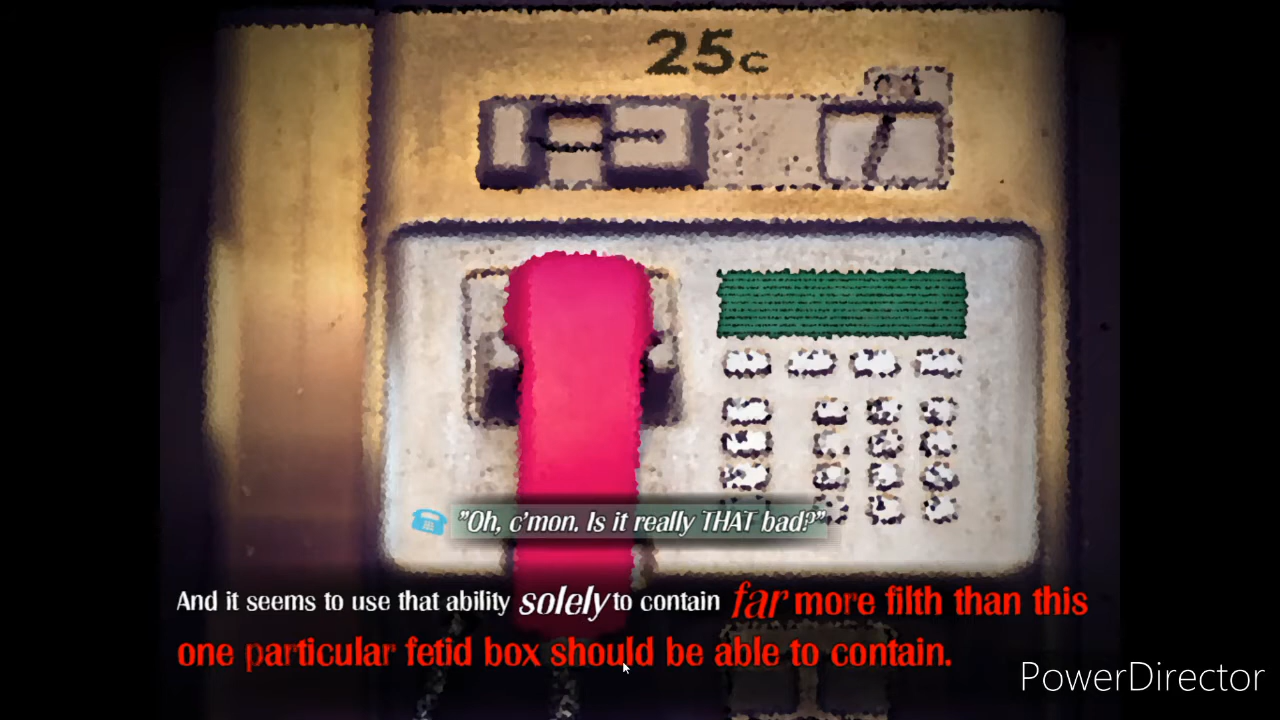 25c
"Oh, c'mon. Is it really THAT bad?"
And it seems to use that ability solely to contain far more filth than this
one particular fetid box should be able to contain.
PowerDirector